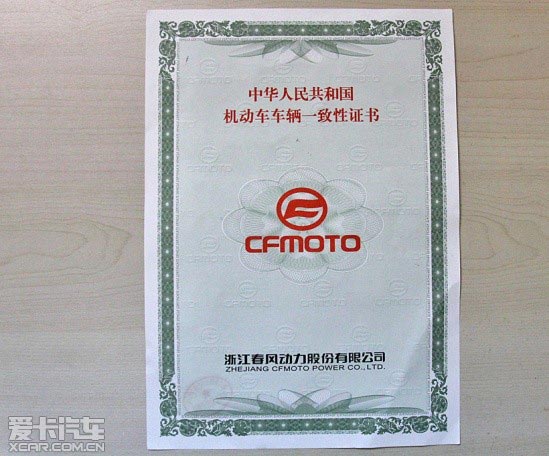 中华人民共和国
机动车车辆一致性证书
CFMOTO
浙江春风动力股份有限公司
ZHEJIANG CFMOTO POWER CO., LTD.
爱卡汽车
XCAR.COM.CN